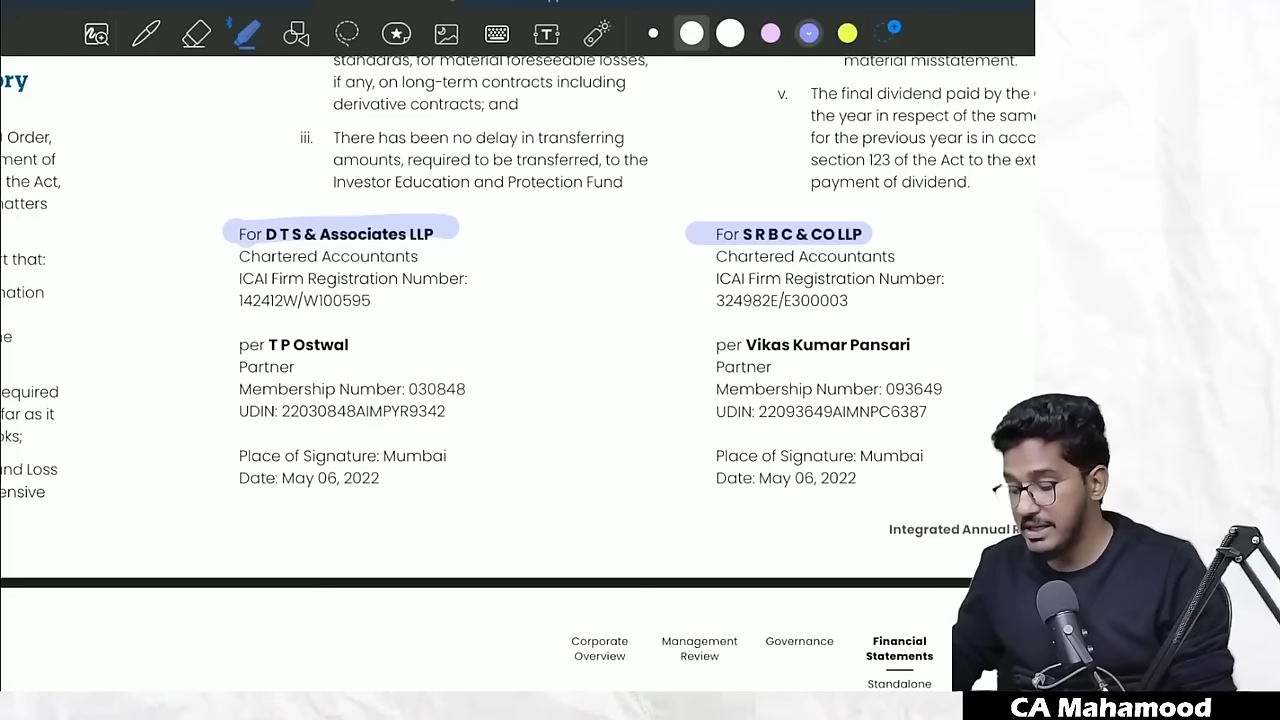 ory
Order,
ment of
the Act,
matters
t that:
nation
ne
equired
far as it
oks;
and Loss
ensive
standards, for material foreseeable losses,
if any, on long-term contracts including
derivative contracts; and
iii. There has been no delay in transferring
amounts, required to be transferred, to the
Investor Education and Protection Fund
material misstatement.
v. The final dividend paid by the
the year in respect of the same
for the previous year is in acco
section 123 of the Act to the ext
payment of dividend.
For D T S & Associates LLP
Chartered Accountants
ICAI Firm Registration Number:
142412W/W100595
per T P Ostwal
Partner
Membership Number: 030848
UDIN: 22030848AIMPYR9342
Place of Signature: Mumbai
Date: May 06, 2022
For S R B C & CO LLP
Chartered Accountants
ICAI Firm Registration Number:
324982E/E300003
per Vikas Kumar Pansari
Partner
Membership Number: 093649
UDIN: 22093649AIMNPC6387
Place of Signature: Mumbai
Date: May 06, 2022
Integrated Annual R
Corporate
Overview
Management
Review
Governance
Financial
Statements
Standalone
CA Mahamood